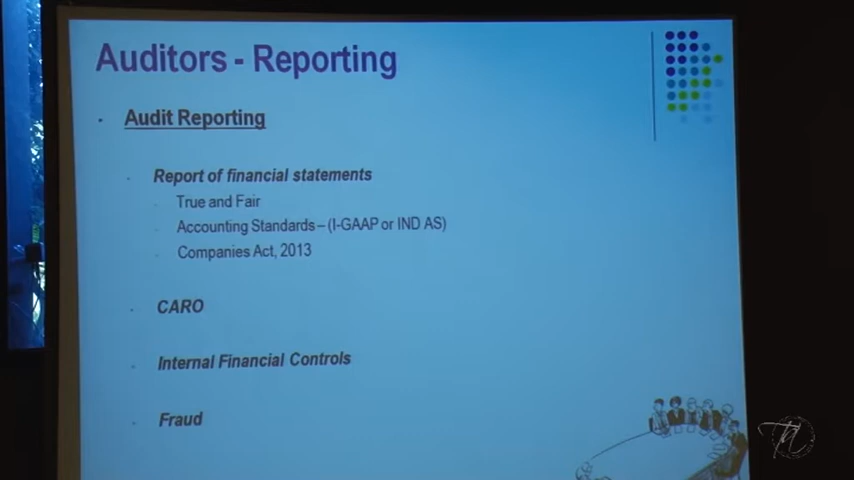 Auditors - Reporting
Audit Reporting
Report of financial statements
True and Fair
Accounting Standards – (I-GAAP or IND AS)
Companies Act, 2013
CARO
Internal Financial Controls
Fraud